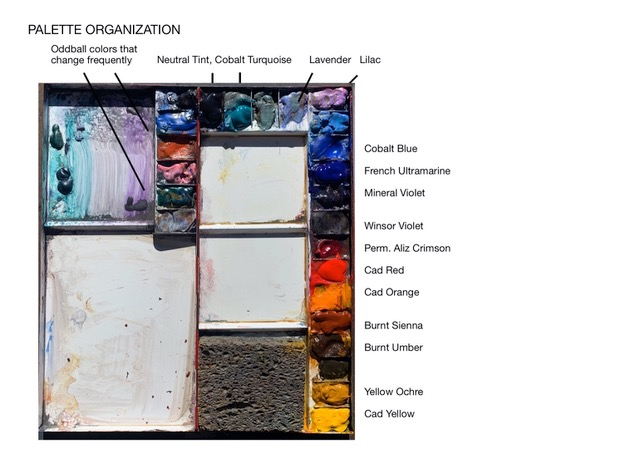 PALETTE ORGANIZATION
Oddball colors that
change frequently
Neutral Tint, Cobalt Turquoise
Lavender
Lilac
Cobalt Blue
French Ultramarine
Mineral Violet
Winsor Violet
Perm. Aliz Crimson
Cad Red
Cad Orange
Burnt Sienna
Burnt Umber
Yellow Ochre
Cad Yellow